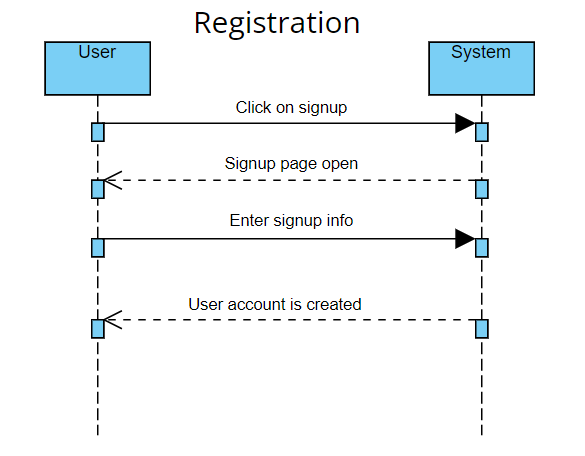 Registration
User
System
Click on signup
Signup page open
Enter signup info
User account is created